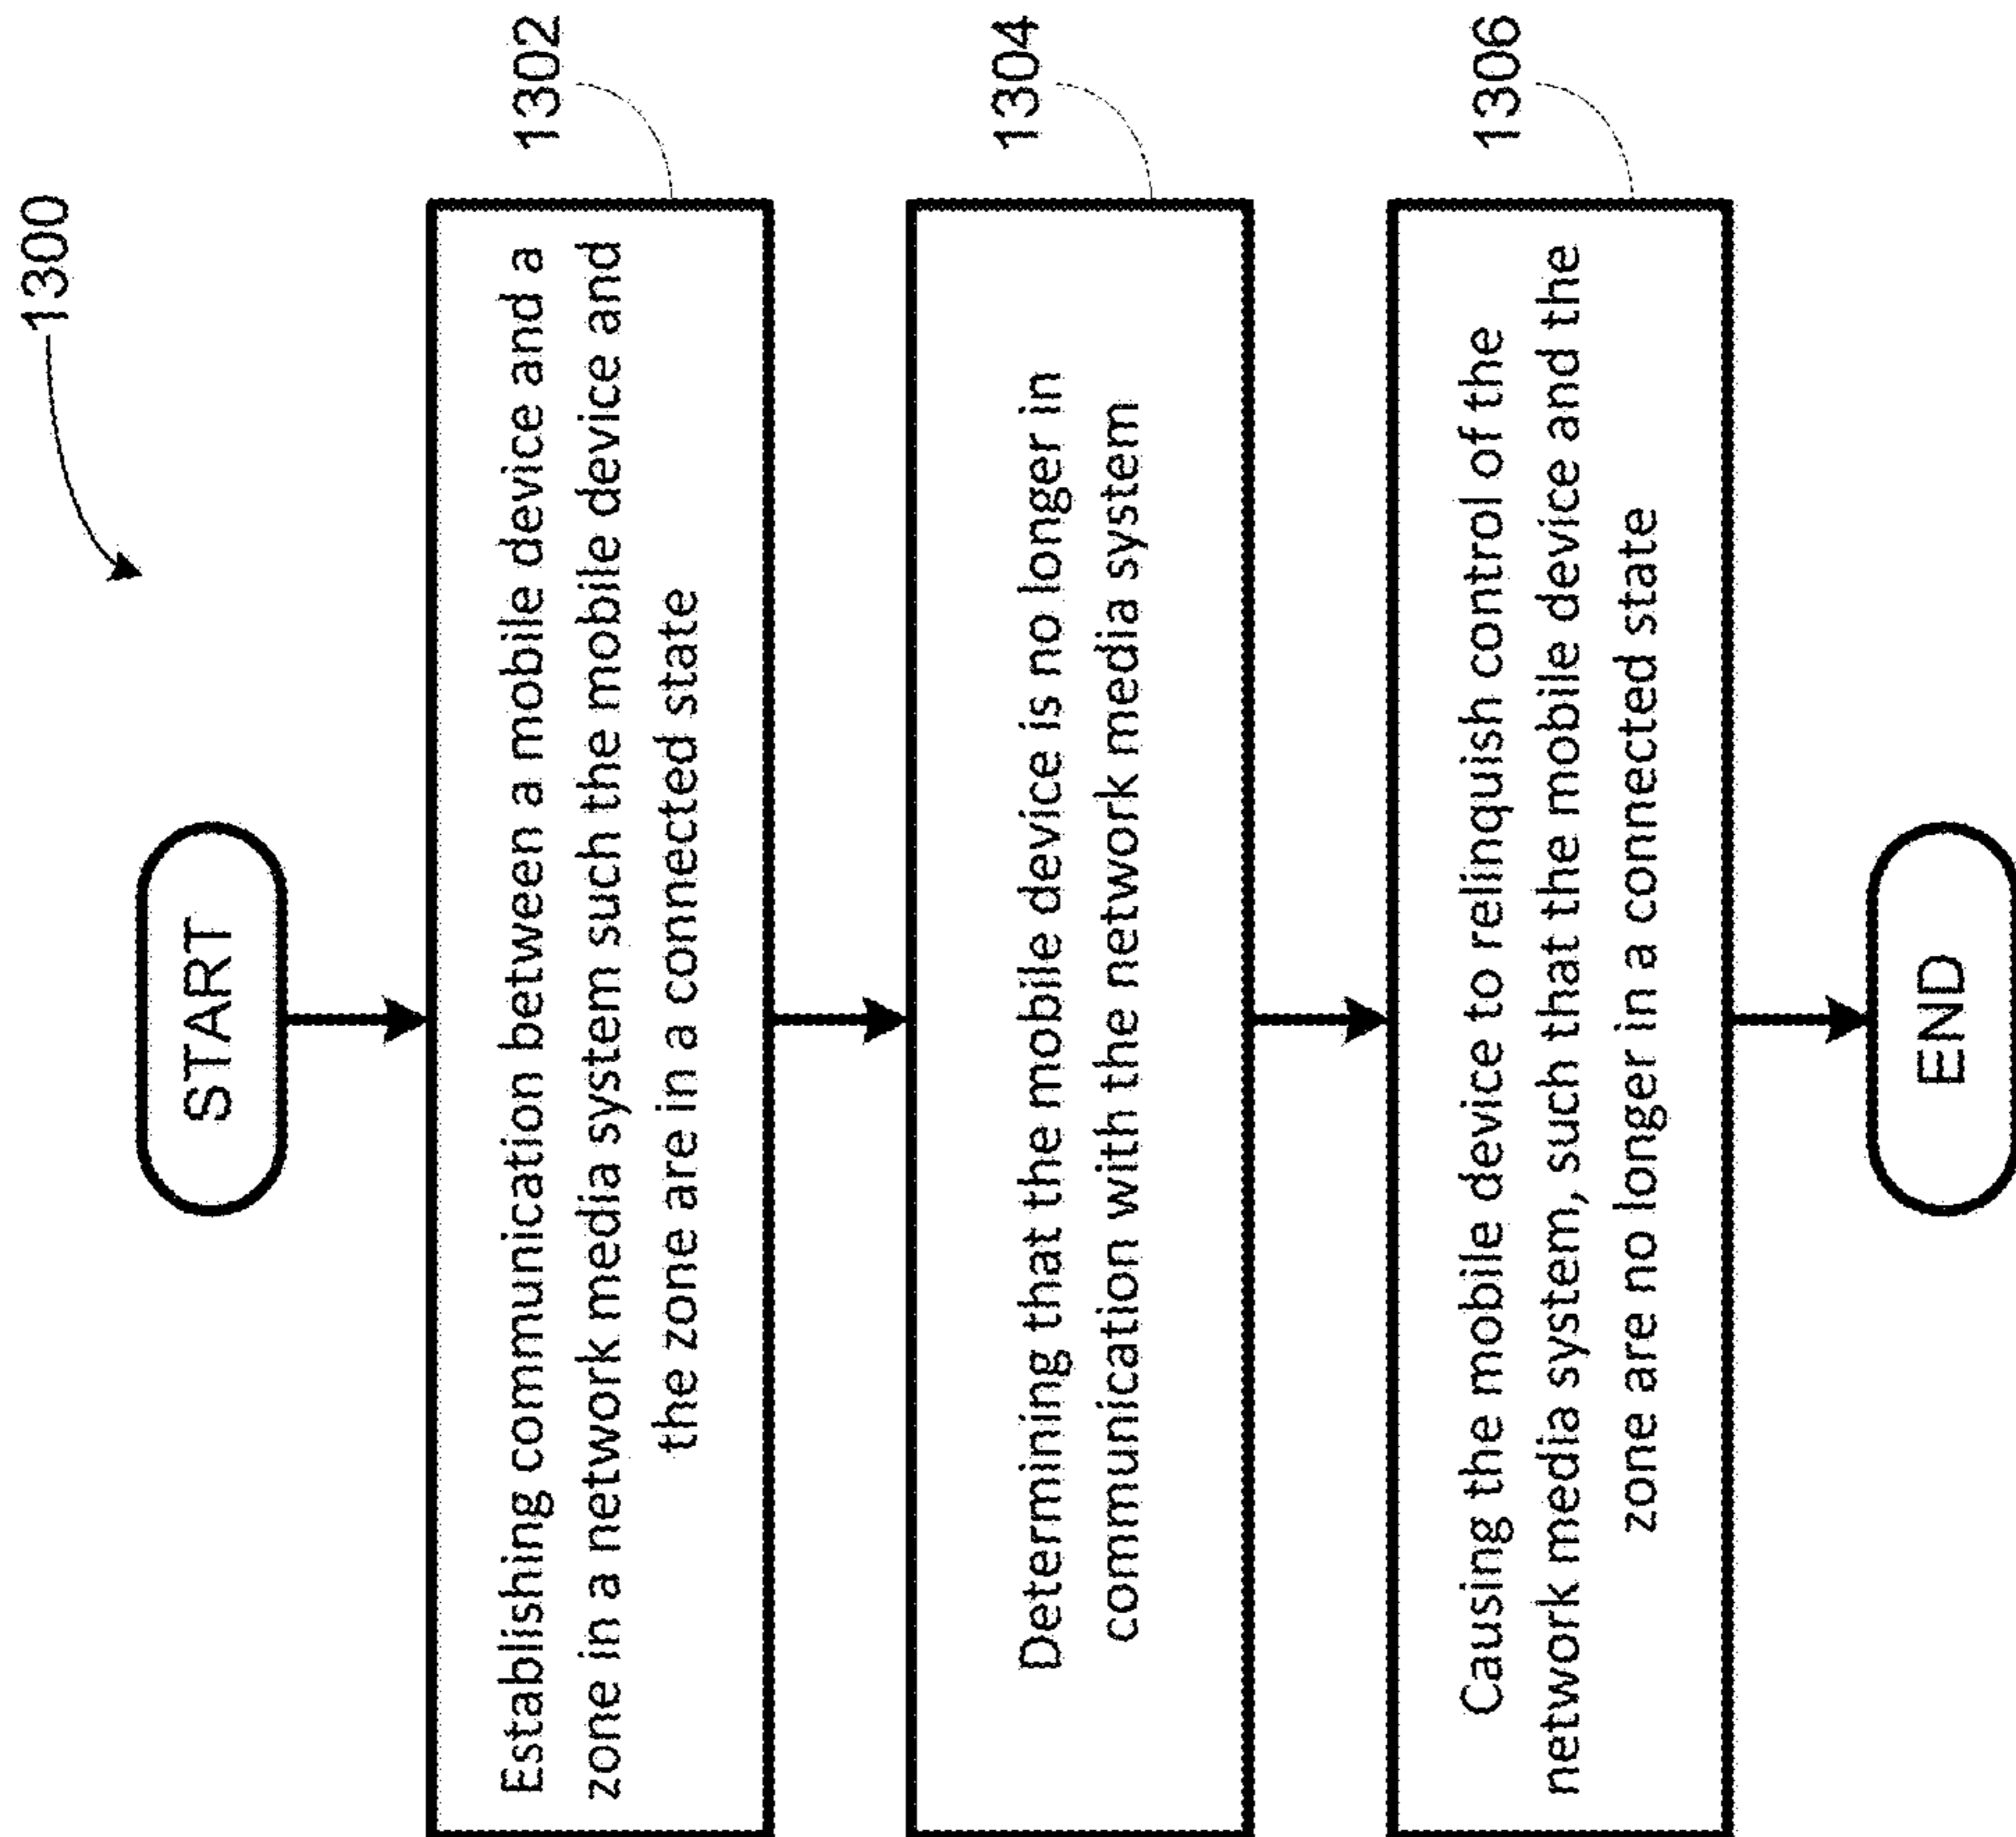 1300
START
Establishing communication between a mobile device and a
zone in a network media system such the mobile device and
the zone are in a connected state
1302
Determining that the mobile device is no longer in
communication with the network media system
1304
Causing the mobile device to relinquish control of the
network media system, such that the mobile device and the
zone are no longer in a connected state
1306
END